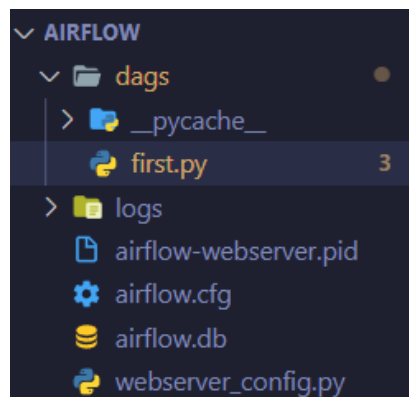 AIRFLOW
dags
__pycache__
first.py 3
logs
airflow-webserver.pid
airflow.cfg
airflow.db
webserver_config.py